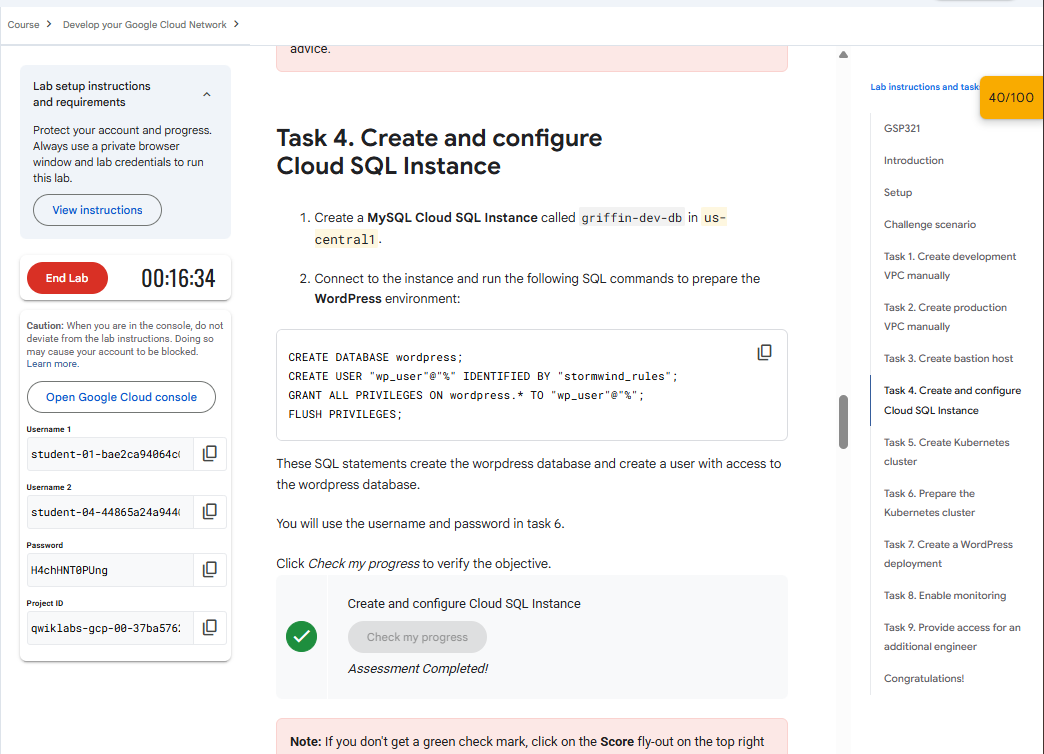 Course > Develop your Google Cloud Network >
Lab setup instructions
and requirements
Protect your account and progress.
Always use a private browser
window and lab credentials to run
this lab.
View instructions
End Lab
00:16:34
Caution: When you are in the console, do not
deviate from the lab instructions. Doing so
may cause your account to be blocked.
Learn more.
Open Google Cloud console
Username 1
student-01-bae2ca94064c
Username 2
student-04-44865a24a944
Password
H4chHNT0PUng
Project ID
qwiklabs-gcp-00-37ba576
advice.
Task 4. Create and configure
Cloud SQL Instance
1. Create a MySQL Cloud SQL Instance called griffin-dev-db in us-
central1.
2. Connect to the instance and run the following SQL commands to prepare the
WordPress environment:
CREATE DATABASE wordpress;
CREATE USER "wp_user"@"%" IDENTIFIED BY "stormwind_rules";
GRANT ALL PRIVILEGES ON wordpress.* TO "wp_user"@"%";
FLUSH PRIVILEGES;
These SQL statements create the worpdress database and create a user with access to
the wordpress database.
You will use the username and password in task 6.
Click Check my progress to verify the objective.
Create and configure Cloud SQL Instance
Check my progress
Assessment Completed!
Note: If you don't get a green check mark, click on the Score fly-out on the top right
Lab instructions and task
40/100
GSP321
Introduction
Setup
Challenge scenario
Task 1. Create development
VPC manually
Task 2. Create production
VPC manually
Task 3. Create bastion host
Task 4. Create and configure
Cloud SQL Instance
Task 5. Create Kubernetes
cluster
Task 6. Prepare the
Kubernetes cluster
Task 7. Create a WordPress
deployment
Task 8. Enable monitoring
Task 9. Provide access for an
additional engineer
Congratulations!